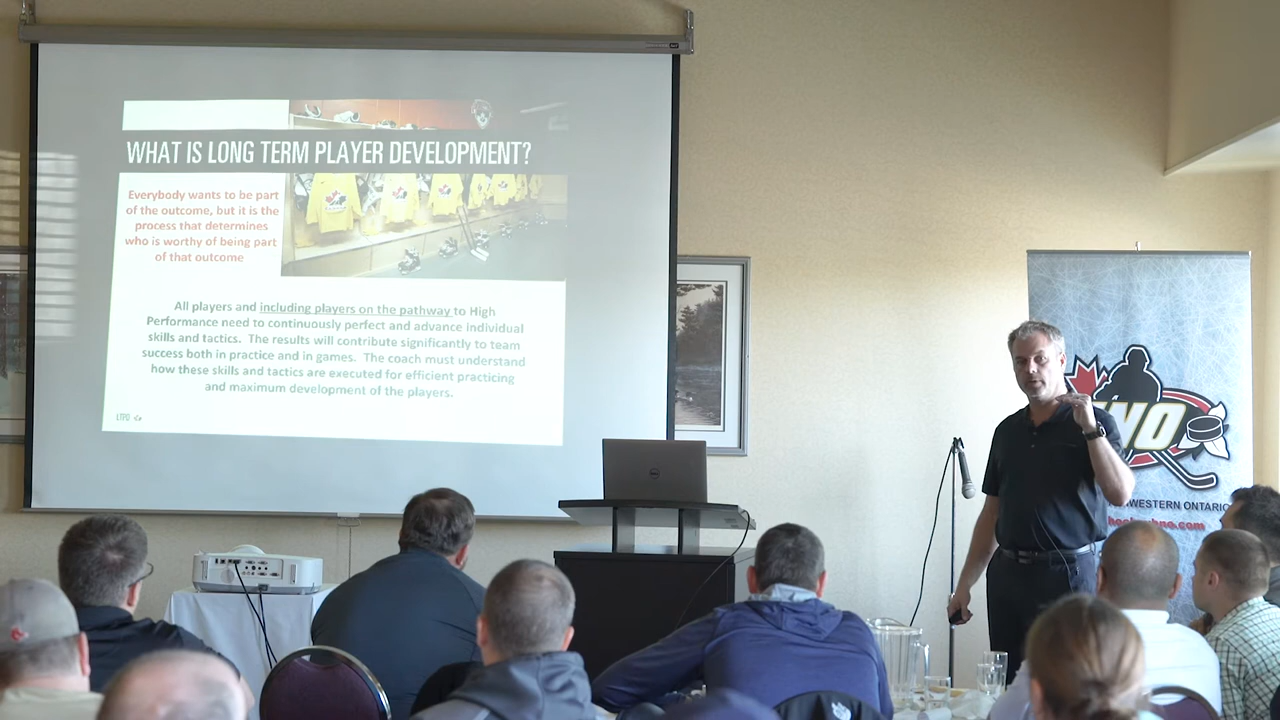 WHAT IS LONG TERM PLAYER DEVELOPMENT?
Everybody wants to be part
of the outcome, but it is the
process that determines
who is worthy of being part
of that outcome
All players and including players on the pathway to High
Performance need to continuously perfect and advance individual
skills and tactics. The results will contribute significantly to team
success both in practice and in games. The coach must understand
how these skills and tactics are executed for efficient practicing
and maximum development of the players.
LTPD
DELL
NO
WESTERN ONTARIO